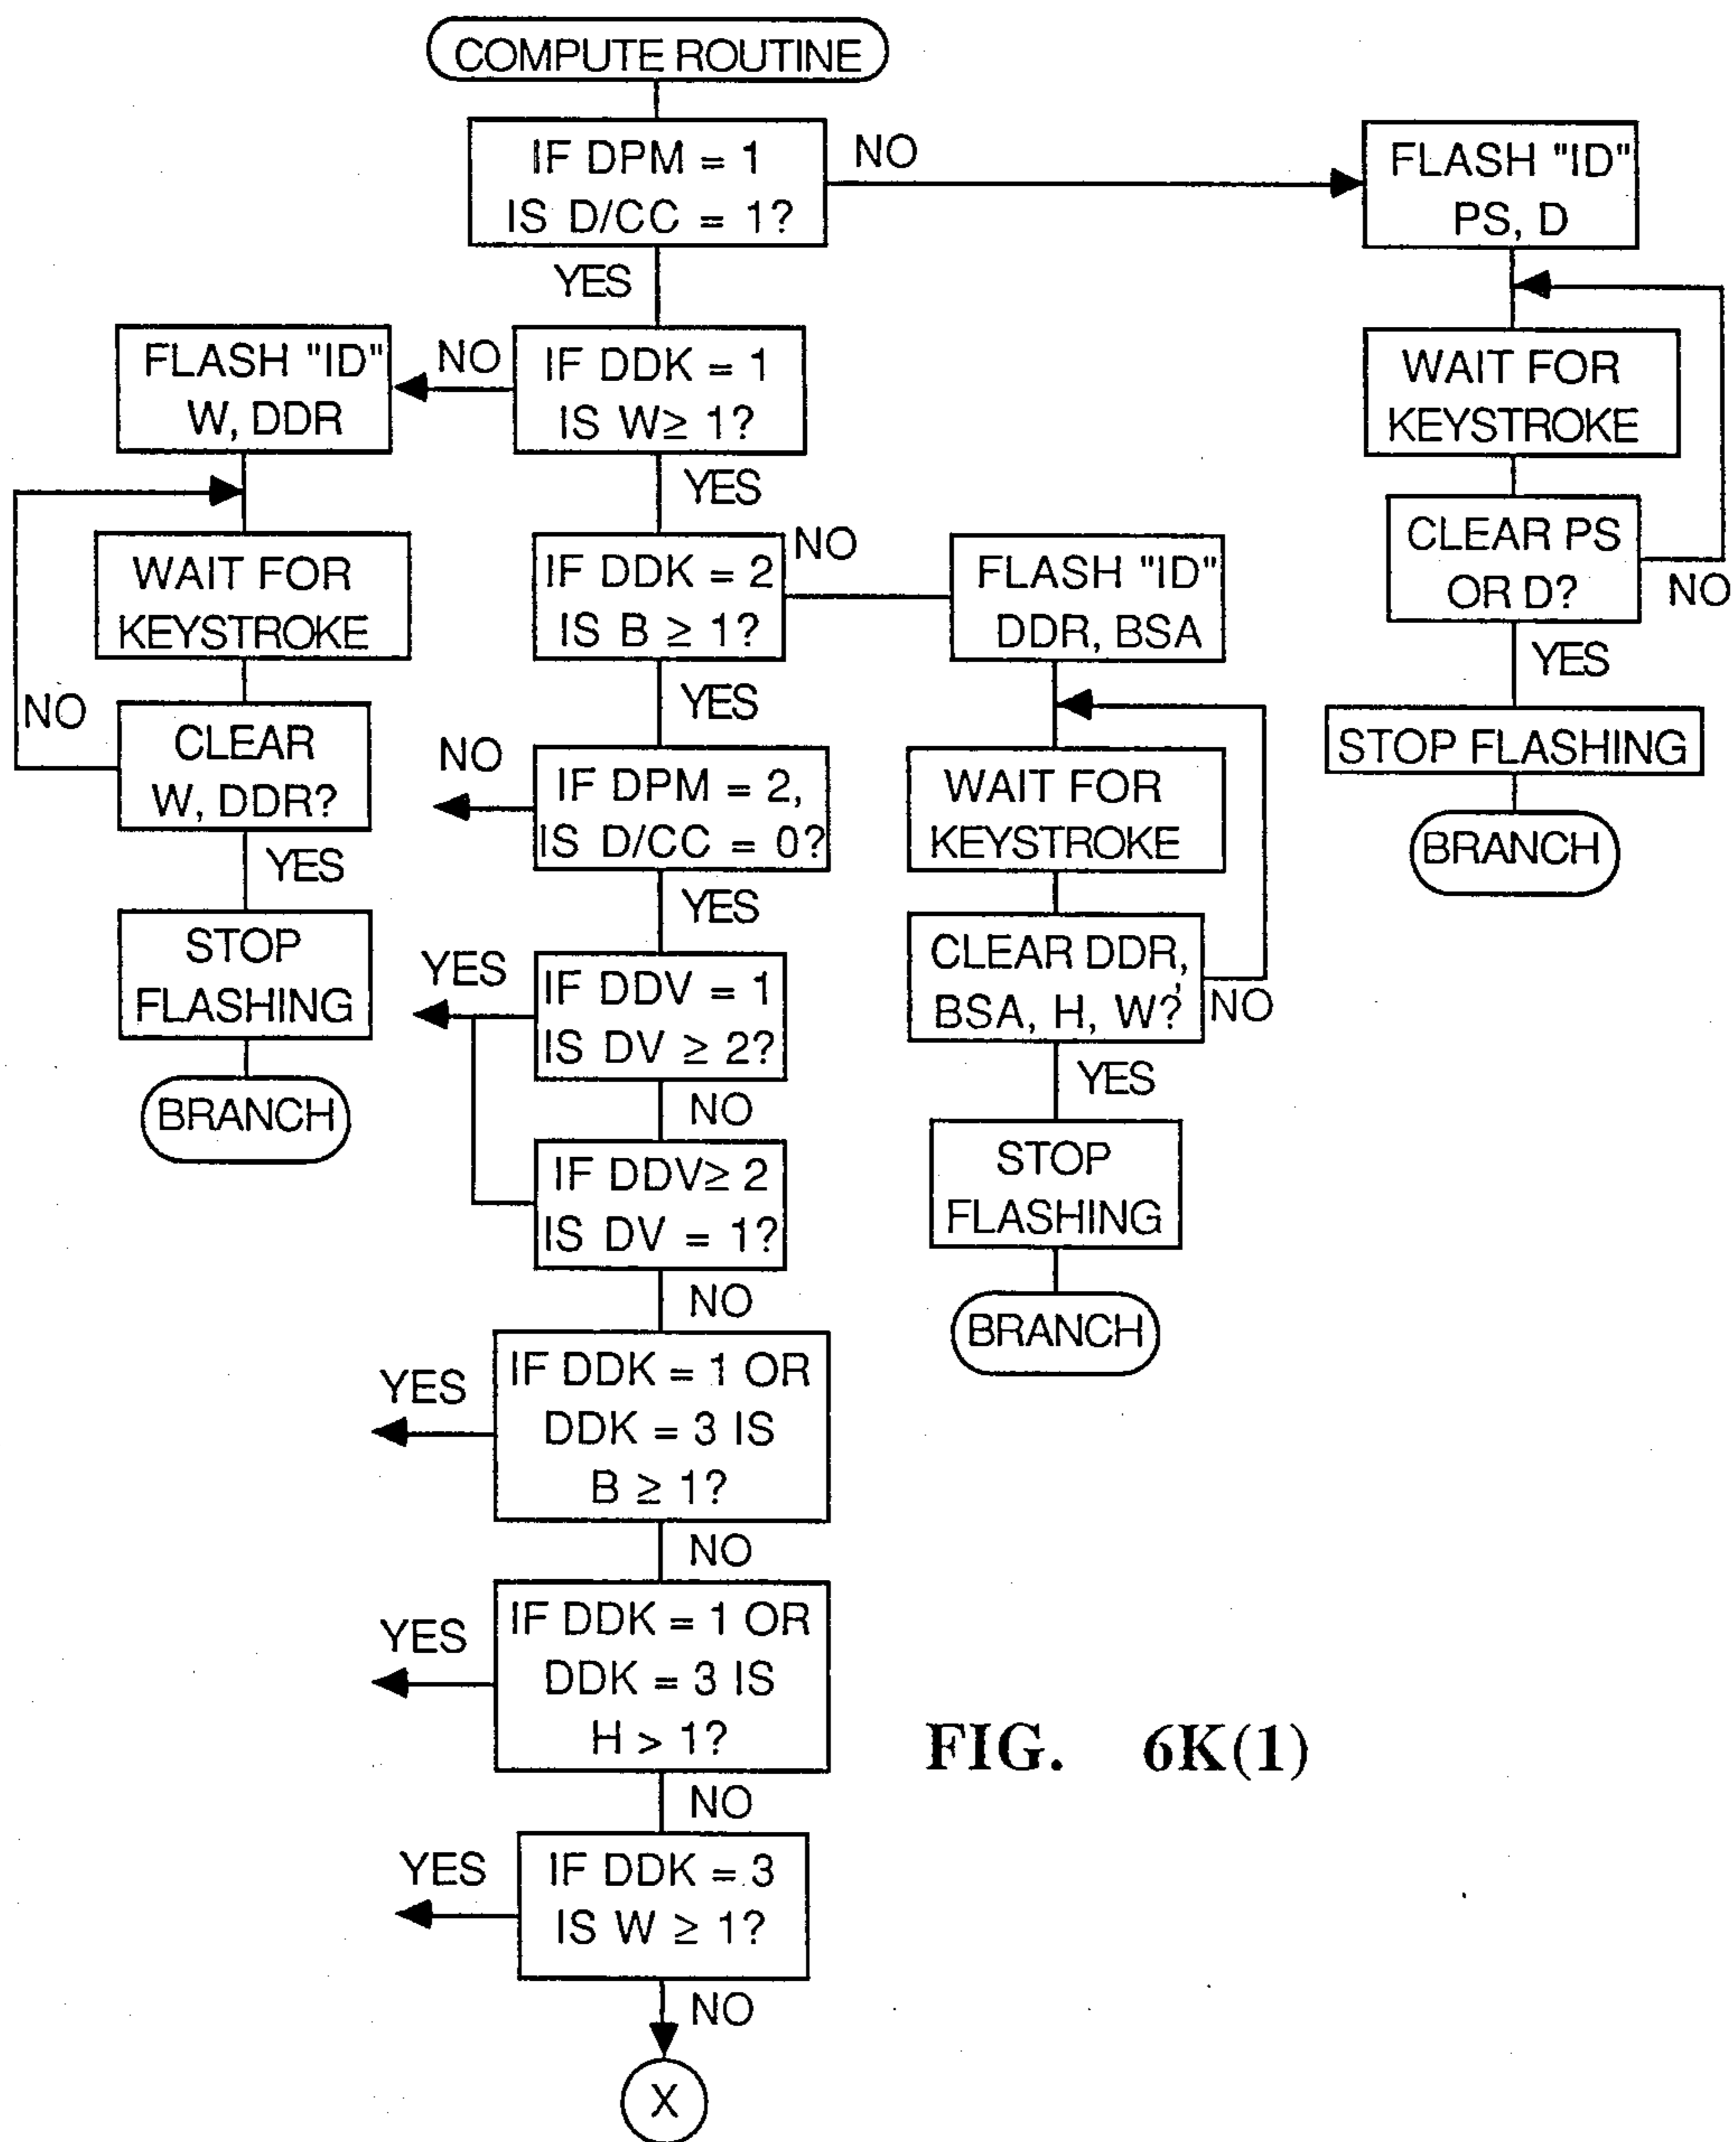 COMPUTE ROUTINE
IF DPM = 1
IS D/CC = 1?
NO
FLASH "ID"
PS, D
YES
WAIT FOR
KEYSTROKE
CLEAR PS
OR D?
NO
YES
STOP FLASHING
BRANCH
IF DDK = 1
IS W ≥ 1?
NO
FLASH "ID"
W, DDR
WAIT FOR
KEYSTROKE
NO
CLEAR
W, DDR?
YES
STOP
FLASHING
BRANCH
YES
IF DDK = 2
IS B ≥ 1?
NO
FLASH "ID"
DDR, BSA
WAIT FOR
KEYSTROKE
CLEAR DDR,
BSA, H, W?
NO
YES
STOP
FLASHING
BRANCH
YES
NO
IF DPM = 2,
IS D/CC = 0?
YES
YES
IF DDV = 1
IS DV ≥ 2?
NO
IF DDV ≥ 2
IS DV = 1?
NO
YES
IF DDK = 1 OR
DDK = 3 IS
B ≥ 1?
NO
YES
IF DDK = 1 OR
DDK = 3 IS
H > 1?
NO
YES
IF DDK = 3
IS W ≥ 1?
NO
X
FIG. 6K(1)